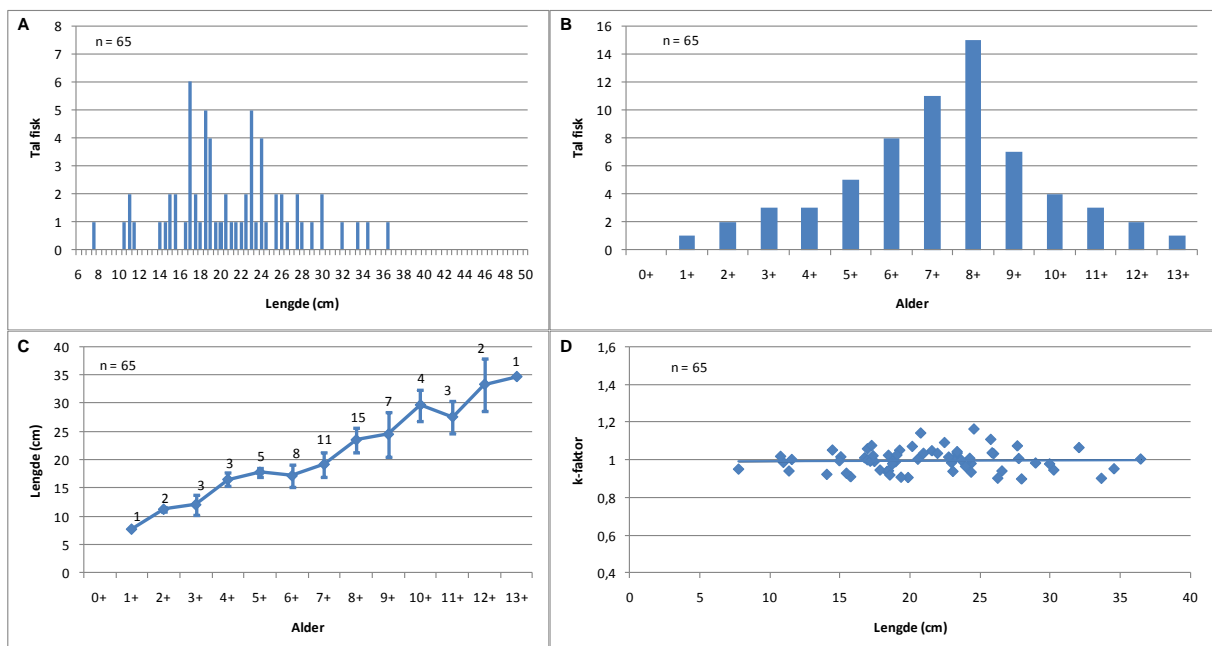 A
n = 65
Tal fisk
8
7
6
5
4
3
2
1
0
6 8 10 12 14 16 18 20 22 24 26 28 30 32 34 36 38 40 42 44 46 48 50
Lengde (cm)
B
n = 65
Tal fisk
16
14
12
10
8
6
4
2
0
0+ 1+ 2+ 3+ 4+ 5+ 6+ 7+ 8+ 9+ 10+ 11+ 12+ 13+
Alder
C
n = 65
Lengde (cm)
40
35
30
25
20
15
10
5
0
1 2 3 3 5 8 11 15 7 4 3 2 1
0+ 1+ 2+ 3+ 4+ 5+ 6+ 7+ 8+ 9+ 10+ 11+ 12+ 13+
Alder
D
n = 65
k-faktor
1,6
1,4
1,2
1
0,8
0,6
0,4
0 5 10 15 20 25 30 35 40
Lengde (cm)